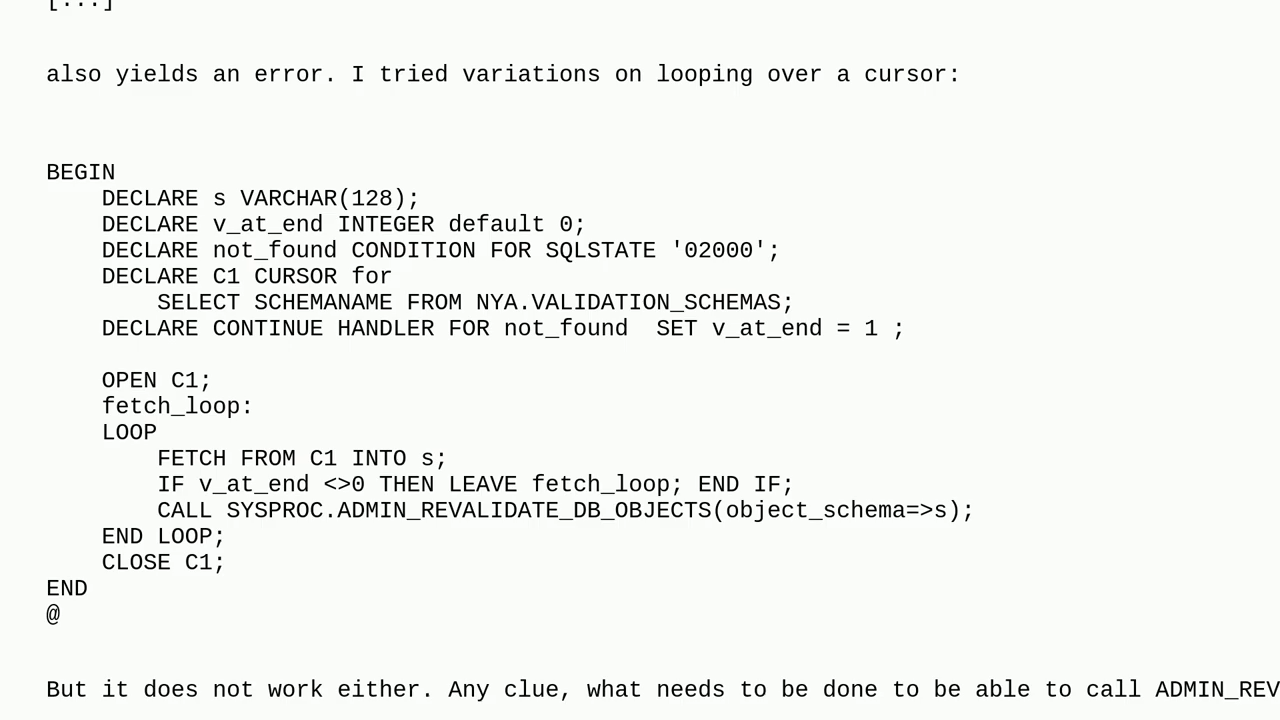 [...]
also yields an error. I tried variations on looping over a cursor:
BEGIN
    DECLARE s VARCHAR(128);
    DECLARE v_at_end INTEGER default 0;
    DECLARE not_found CONDITION FOR SQLSTATE '02000';
    DECLARE C1 CURSOR for
        SELECT SCHEMANAME FROM NYA.VALIDATION_SCHEMAS;
    DECLARE CONTINUE HANDLER FOR not_found  SET v_at_end = 1 ;
    OPEN C1;
    fetch_loop:
    LOOP
        FETCH FROM C1 INTO s;
        IF v_at_end <>0 THEN LEAVE fetch_loop; END IF;
        CALL SYSPROC.ADMIN_REVALIDATE_DB_OBJECTS(object_schema=>s);
    END LOOP;
    CLOSE C1;
END
@
But it does not work either. Any clue, what needs to be done to be able to call ADMIN_REV